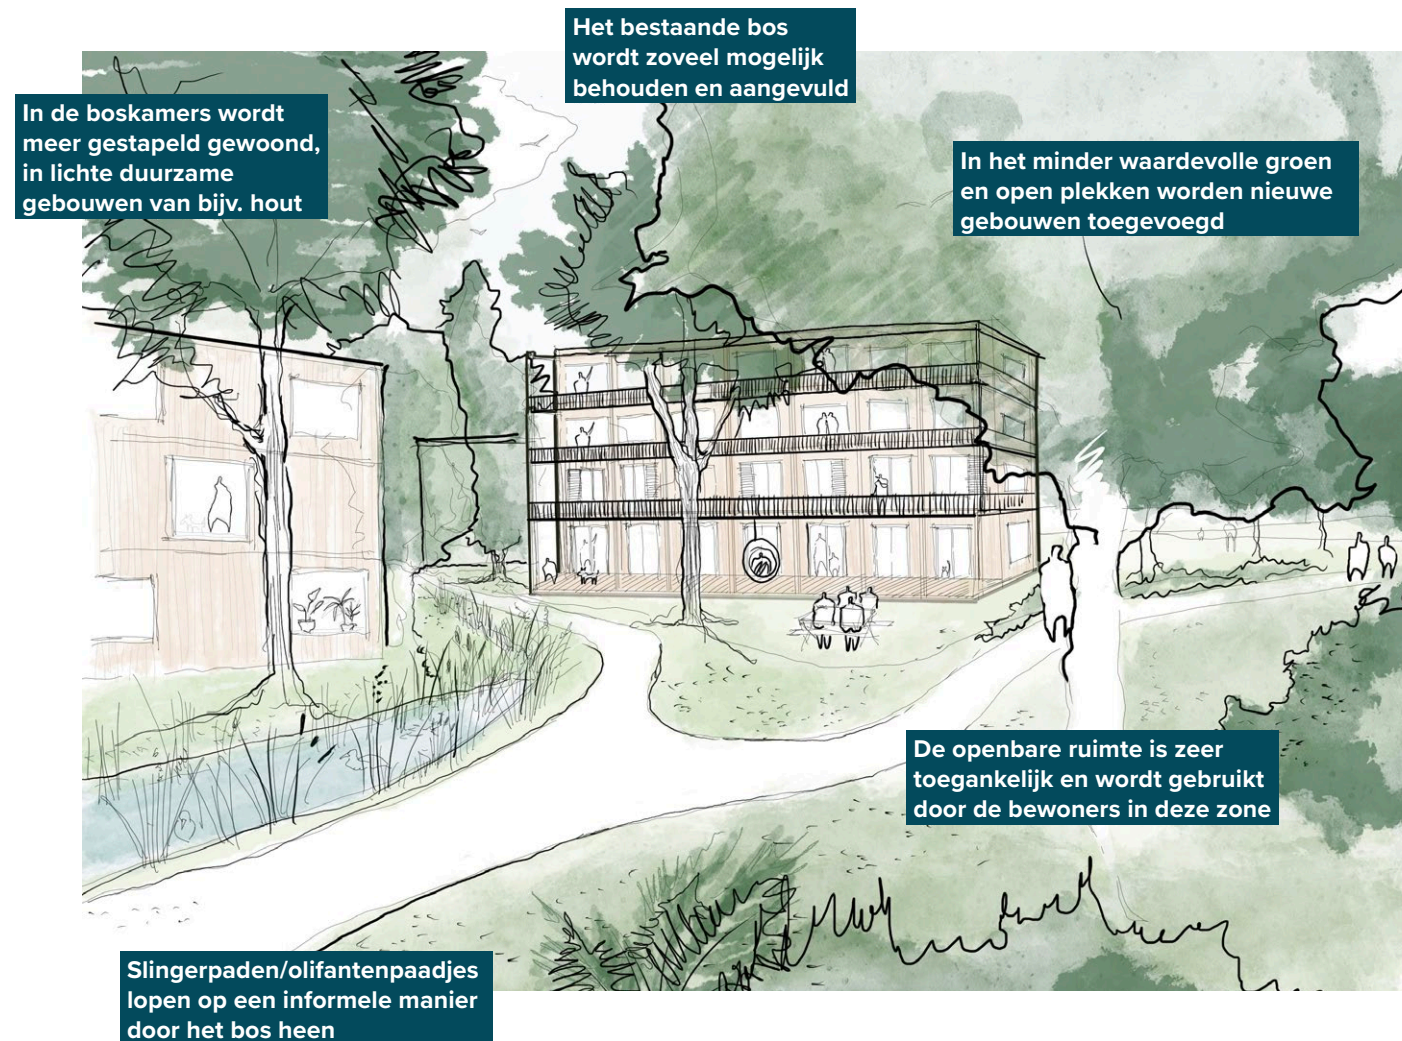 Het bestaande bos
wordt zoveel mogelijk
behouden en aangevuld
In de boskamers wordt
meer gestapeld gewoond,
in lichte duurzame
gebouwen van bijv. hout
In het minder waardevolle groen
en open plekken worden nieuwe
gebouwen toegevoegd
De openbare ruimte is zeer
toegankelijk en wordt gebruikt
door de bewoners in deze zone
Slingerpaden/olifantenpaadjes
lopen op een informele manier
door het bos heen